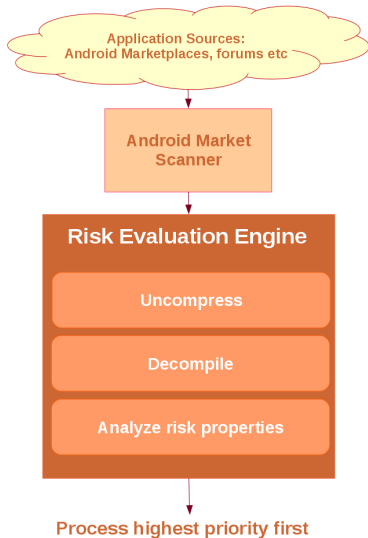 Application Sources:
Android Marketplaces, forums etc
Android Market
Scanner
Risk Evaluation Engine
Uncompress
Decompile
Analyze risk properties
Process highest priority first